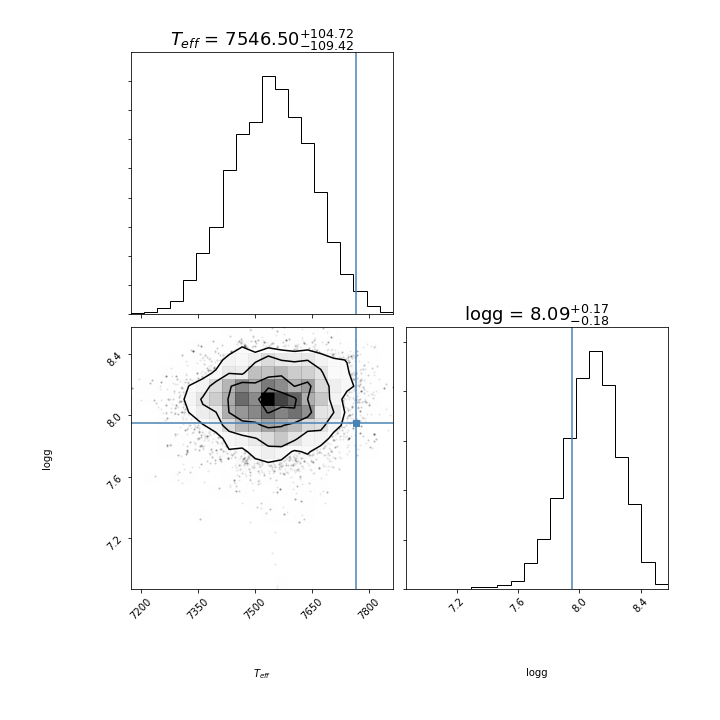 T_eff = 7546.50^{+104.72}_{-109.42}
logg = 8.09^{+0.17}_{-0.18}
8.4
8.0
7.6
7.2
logg
7200 7350 7500 7650 7800
7.2 7.6 8.0 8.4
T_eff
logg